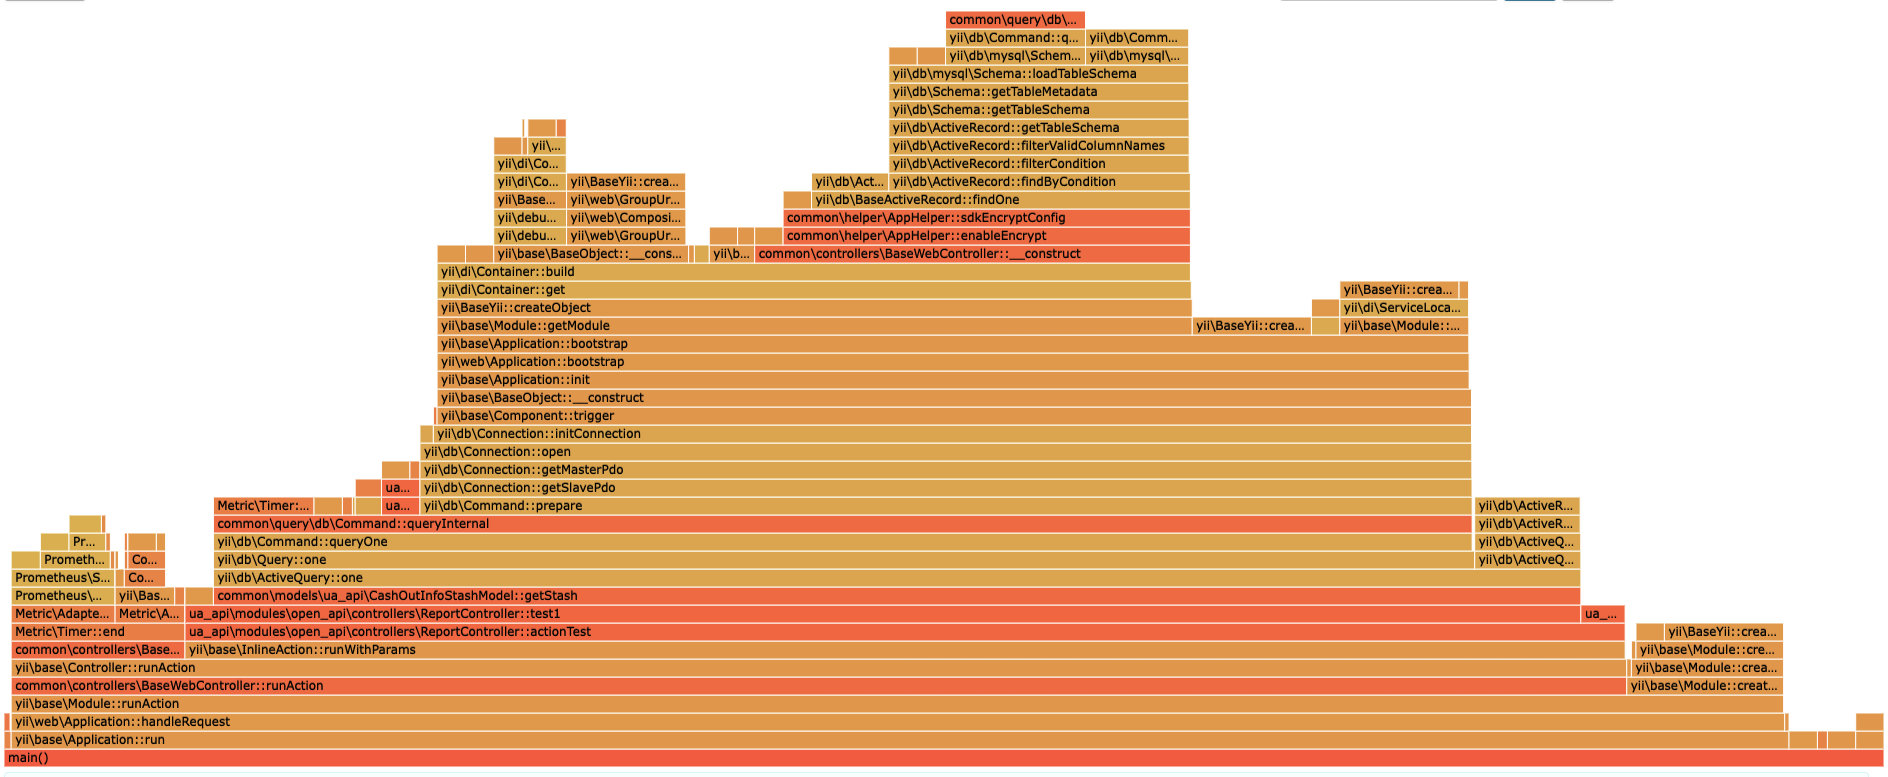 common\query\db\...
yii\db\Command::q... yii\db\Comm...
yii\db\mysql\Schem... yii\db\mysql\...
yii\db\mysql\Schema::loadTableSchema
yii\db\Schema::getTableMetadata
yii\db\Schema::getTableSchema
yii\db\ActiveRecord::getTableSchema
yii\... yii\db\ActiveRecord::filterValidColumnNames
yii\di\Co... yii\db\ActiveRecord::filterCondition
yii\di\Co... yii\BaseYii::crea... yii\db\Act... yii\db\ActiveRecord::findByCondition
yii\Base... yii\web\GroupUr... yii\db\BaseActiveRecord::findOne
yii\debu... yii\web\Composi... common\helper\AppHelper::sdkEncryptConfig
yii\debu... yii\web\GroupUr... common\helper\AppHelper::enableEncrypt
yii\base\BaseObject::__cons... yii\b... common\controllers\BaseWebController::__construct
yii\di\Container::build
yii\di\Container::get yii\BaseYii::crea...
yii\BaseYii::createObject yii\di\ServiceLoca...
yii\base\Module::getModule yii\BaseYii::crea... yii\base\Module::...
yii\base\Application::bootstrap
yii\web\Application::bootstrap
yii\base\Application::init
yii\base\BaseObject::__construct
yii\base\Component::trigger
yii\db\Connection::initConnection
yii\db\Connection::open
yii\db\Connection::getMasterPdo
ua... yii\db\Connection::getSlavePdo
Metric\Timer:... ua... yii\db\Command::prepare yii\db\ActiveR...
common\query\db\Command::queryInternal yii\db\ActiveR...
Pr... yii\db\Command::queryOne yii\db\ActiveQ...
Prometh... Co... yii\db\Query::one yii\db\ActiveQ...
Prometheus\S... Co... yii\db\ActiveQuery::one
Prometheus\... yii\Bas... common\models\ua_api\CashOutInfoStashModel::getStash
Metric\Adapte... Metric\A... ua_api\modules\open_api\controllers\ReportController::test1 ua_...
Metric\Timer::end ua_api\modules\open_api\controllers\ReportController::actionTest yii\BaseYii::crea...
common\controllers\Base... yii\base\InlineAction::runWithParams yii\base\Module::cre...
yii\base\Controller::runAction yii\base\Module::crea...
common\controllers\BaseWebController::runAction yii\base\Module::creat...
yii\base\Module::runAction
yii\web\Application::handleRequest
yii\base\Application::run
main()